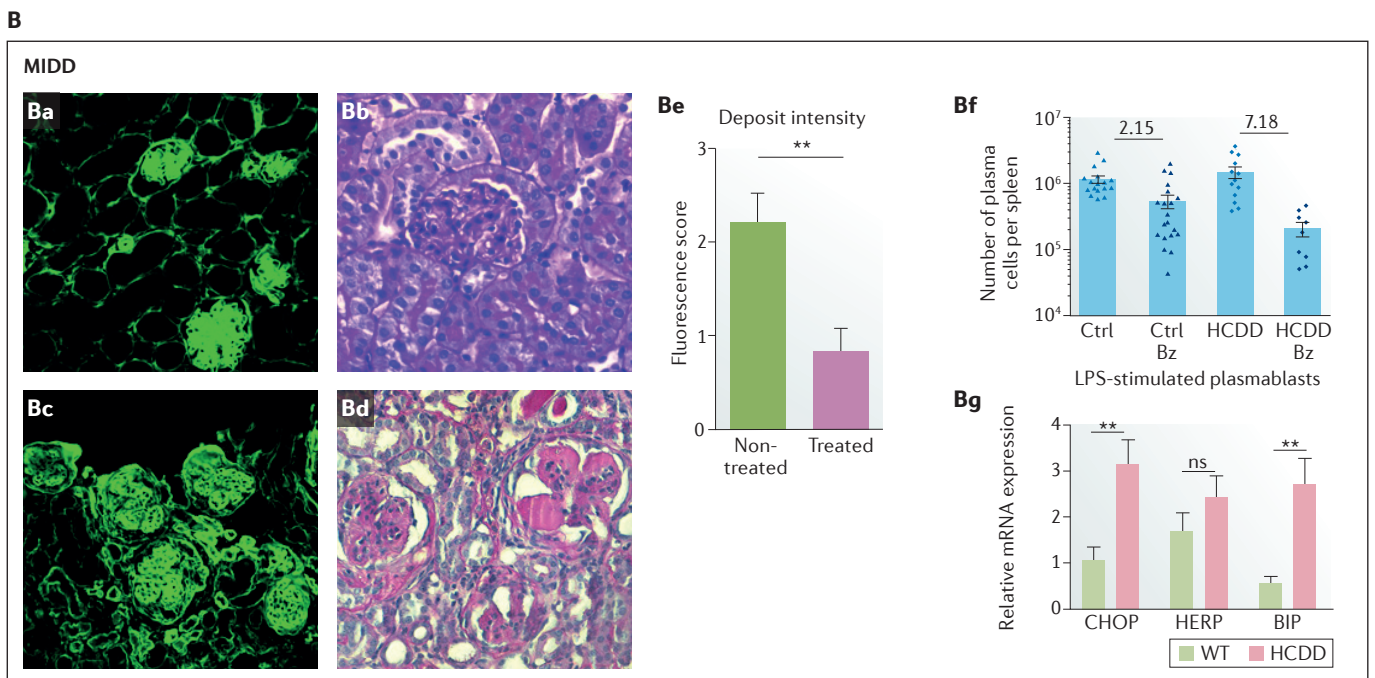 B
MIDD
Ba
Bb
Bc
Bd
Be
Deposit intensity
**
Fluorescence score
3
2
1
0
Non-
treated
Treated
Bf
2.15
7.18
Number of plasma
cells per spleen
10⁷
10⁶
10⁵
10⁴
Ctrl
Ctrl
Bz
HCDD
HCDD
Bz
LPS-stimulated plasmablasts
Bg
Relative mRNA expression
4
3
2
1
0
**
ns
**
CHOP
HERP
BIP
WT
HCDD